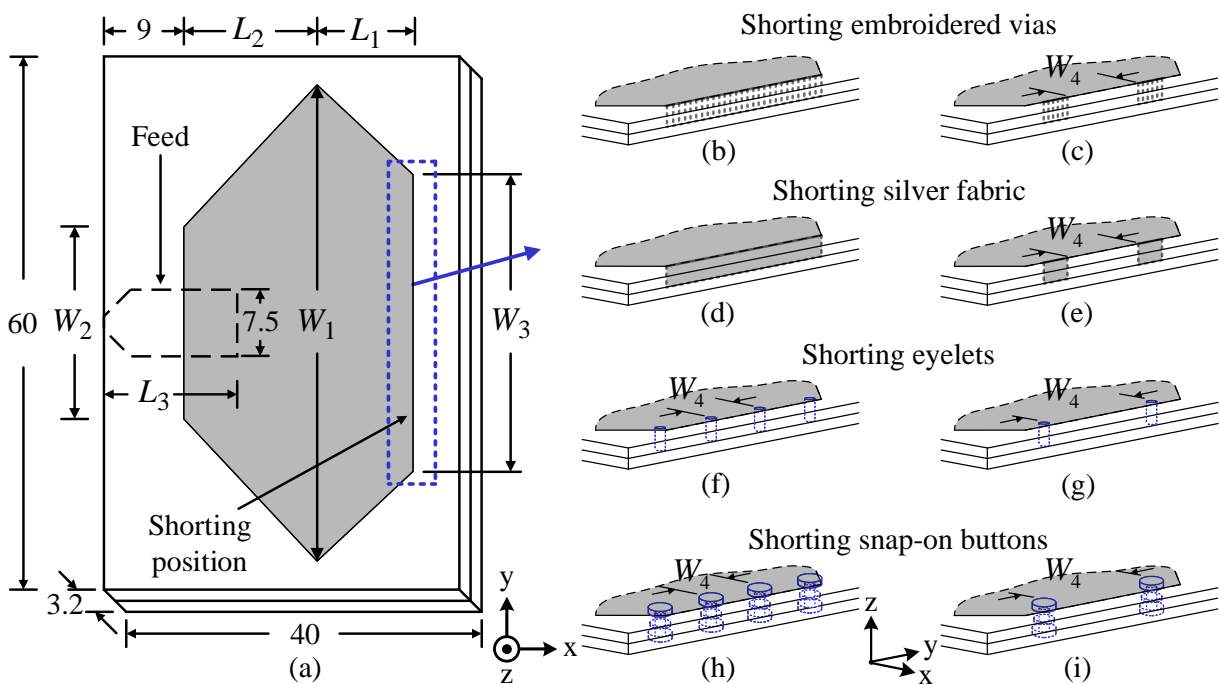 9
L2
L1
Feed
60
W2
7.5
W1
W3
L3
Shorting
position
3.2
40
(a)
y
x
z
Shorting embroidered vias
W4
(b)
(c)
Shorting silver fabric
W4
(d)
(e)
Shorting eyelets
W4
W4
(f)
(g)
Shorting snap-on buttons
W4
W4
(h)
(i)
z
y
x